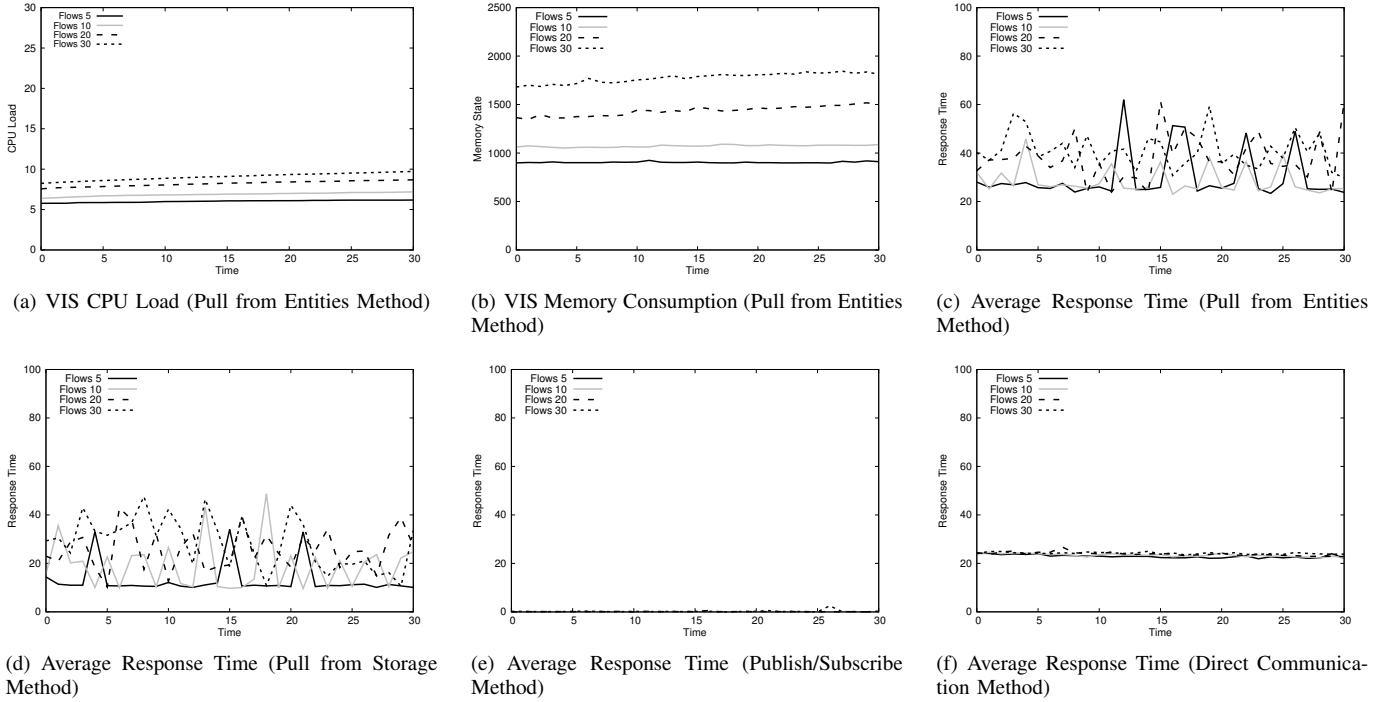 30
25
20
15
10
5
0
CPU Load
Flows 5
Flows 10
Flows 20
Flows 30
0 5 10 15 20 25 30
Time
(a) VIS CPU Load (Pull from Entities Method)
2500
2000
1500
1000
500
0
Memory State
Flows 5
Flows 10
Flows 20
Flows 30
0 5 10 15 20 25 30
Time
(b) VIS Memory Consumption (Pull from Entities
Method)
100
80
60
40
20
0
Response Time
Flows 5
Flows 10
Flows 20
Flows 30
0 5 10 15 20 25 30
Time
(c) Average Response Time (Pull from Entities
Method)
100
80
60
40
20
0
Response Time
Flows 5
Flows 10
Flows 20
Flows 30
0 5 10 15 20 25 30
Time
(d) Average Response Time (Pull from Storage
Method)
100
80
60
40
20
0
Response Time
Flows 5
Flows 10
Flows 20
Flows 30
0 5 10 15 20 25 30
Time
(e) Average Response Time (Publish/Subscribe
Method)
100
80
60
40
20
0
Response Time
Flows 5
Flows 10
Flows 20
Flows 30
0 5 10 15 20 25 30
Time
(f) Average Response Time (Direct Communica-
tion Method)